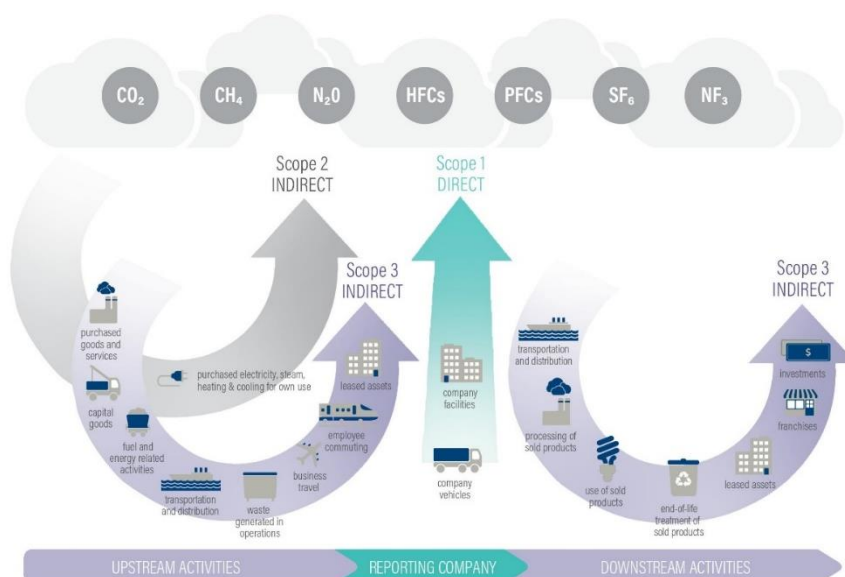 CO₂
CH₄
N₂0
HFCs
PFCs
SF₆
NF₃
Scope 2
INDIRECT
Scope 1
DIRECT
Scope 3
INDIRECT
Scope 3
INDIRECT
purchased
goods and
services
capital
goods
fuel and
energy related
activities
transportation
and distribution
waste
generated in
operations
business
travel
employee
commuting
leased assets
purchased electricity, steam,
heating & cooling for own use
company
facilities
company
vehicles
transportation
and distribution
processing of
sold products
use of sold
products
end-of-life
treatment of
sold products
leased assets
franchises
$
investments
UPSTREAM ACTIVITIES
REPORTING COMPANY
DOWNSTREAM ACTIVITIES